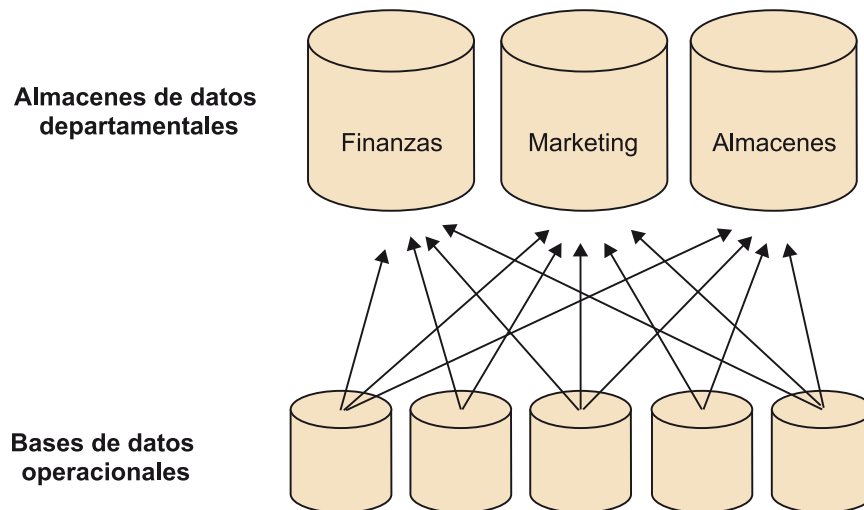 Almacenes de datos
departamentales
Finanzas
Marketing
Almacenes
Bases de datos
operacionales